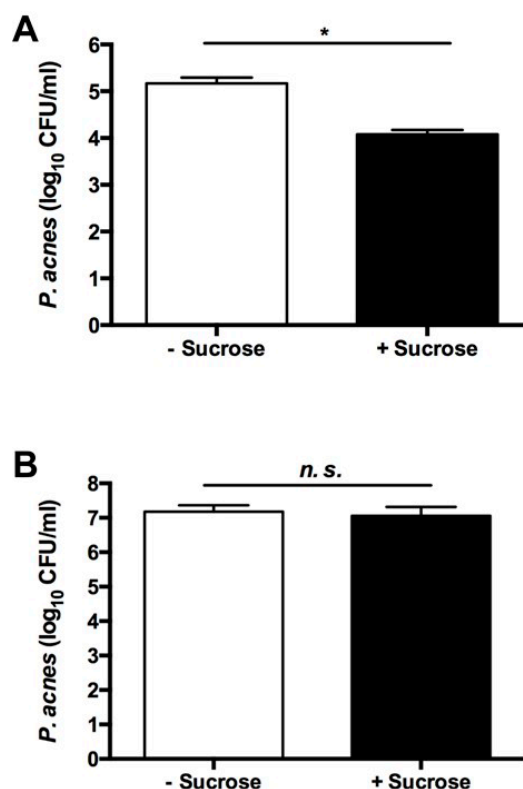 A
*
P. acnes (log10 CFU/ml)
6
5
4
3
2
1
0
- Sucrose + Sucrose
B
n. s.
P. acnes (log10 CFU/ml)
8
7
6
5
4
3
2
1
0
- Sucrose + Sucrose